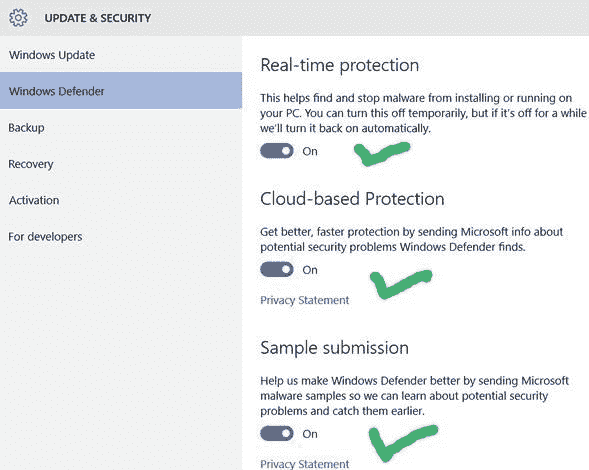 UPDATE & SECURITY
Windows Update
Windows Defender
Backup
Recovery
Activation
For developers
Real-time protection
This helps find and stop malware from installing or running on
your PC. You can turn this off temporarily, but if it's off for a while
we'll turn it back on automatically.
On
Cloud-based Protection
Get better, faster protection by sending Microsoft info about
potential security problems Windows Defender finds.
On
Privacy Statement
Sample submission
Help us make Windows Defender better by sending Microsoft
malware samples so we can learn about potential security
problems and catch them earlier.
On
Privacy Statement